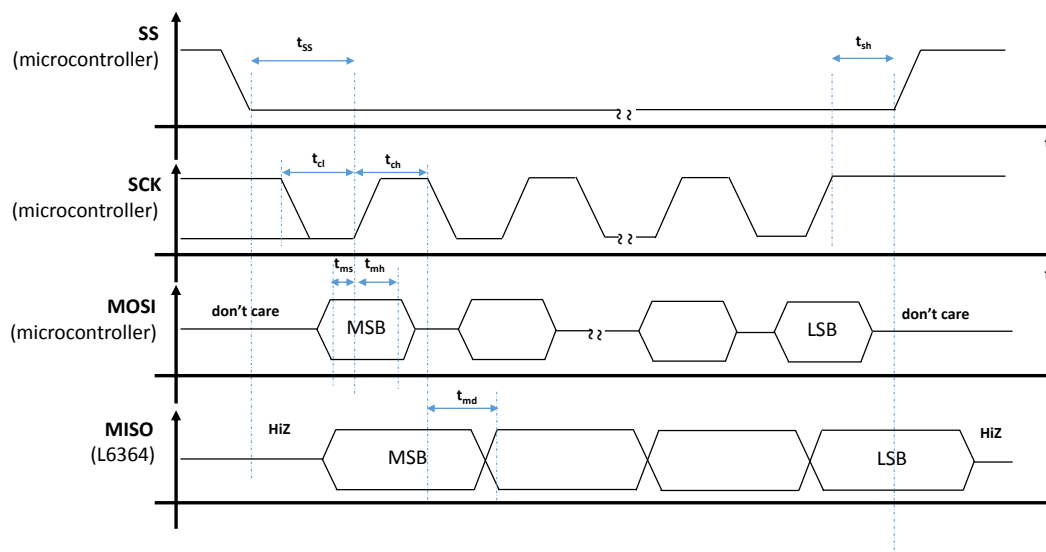 SS
(microcontroller)
tss
tsh
t
SCK
(microcontroller)
tcl
tch
t
MOSI
(microcontroller)
tms
tmh
don't care
MSB
LSB
don't care
MISO
(L6364)
HiZ
tmd
MSB
LSB
HiZ